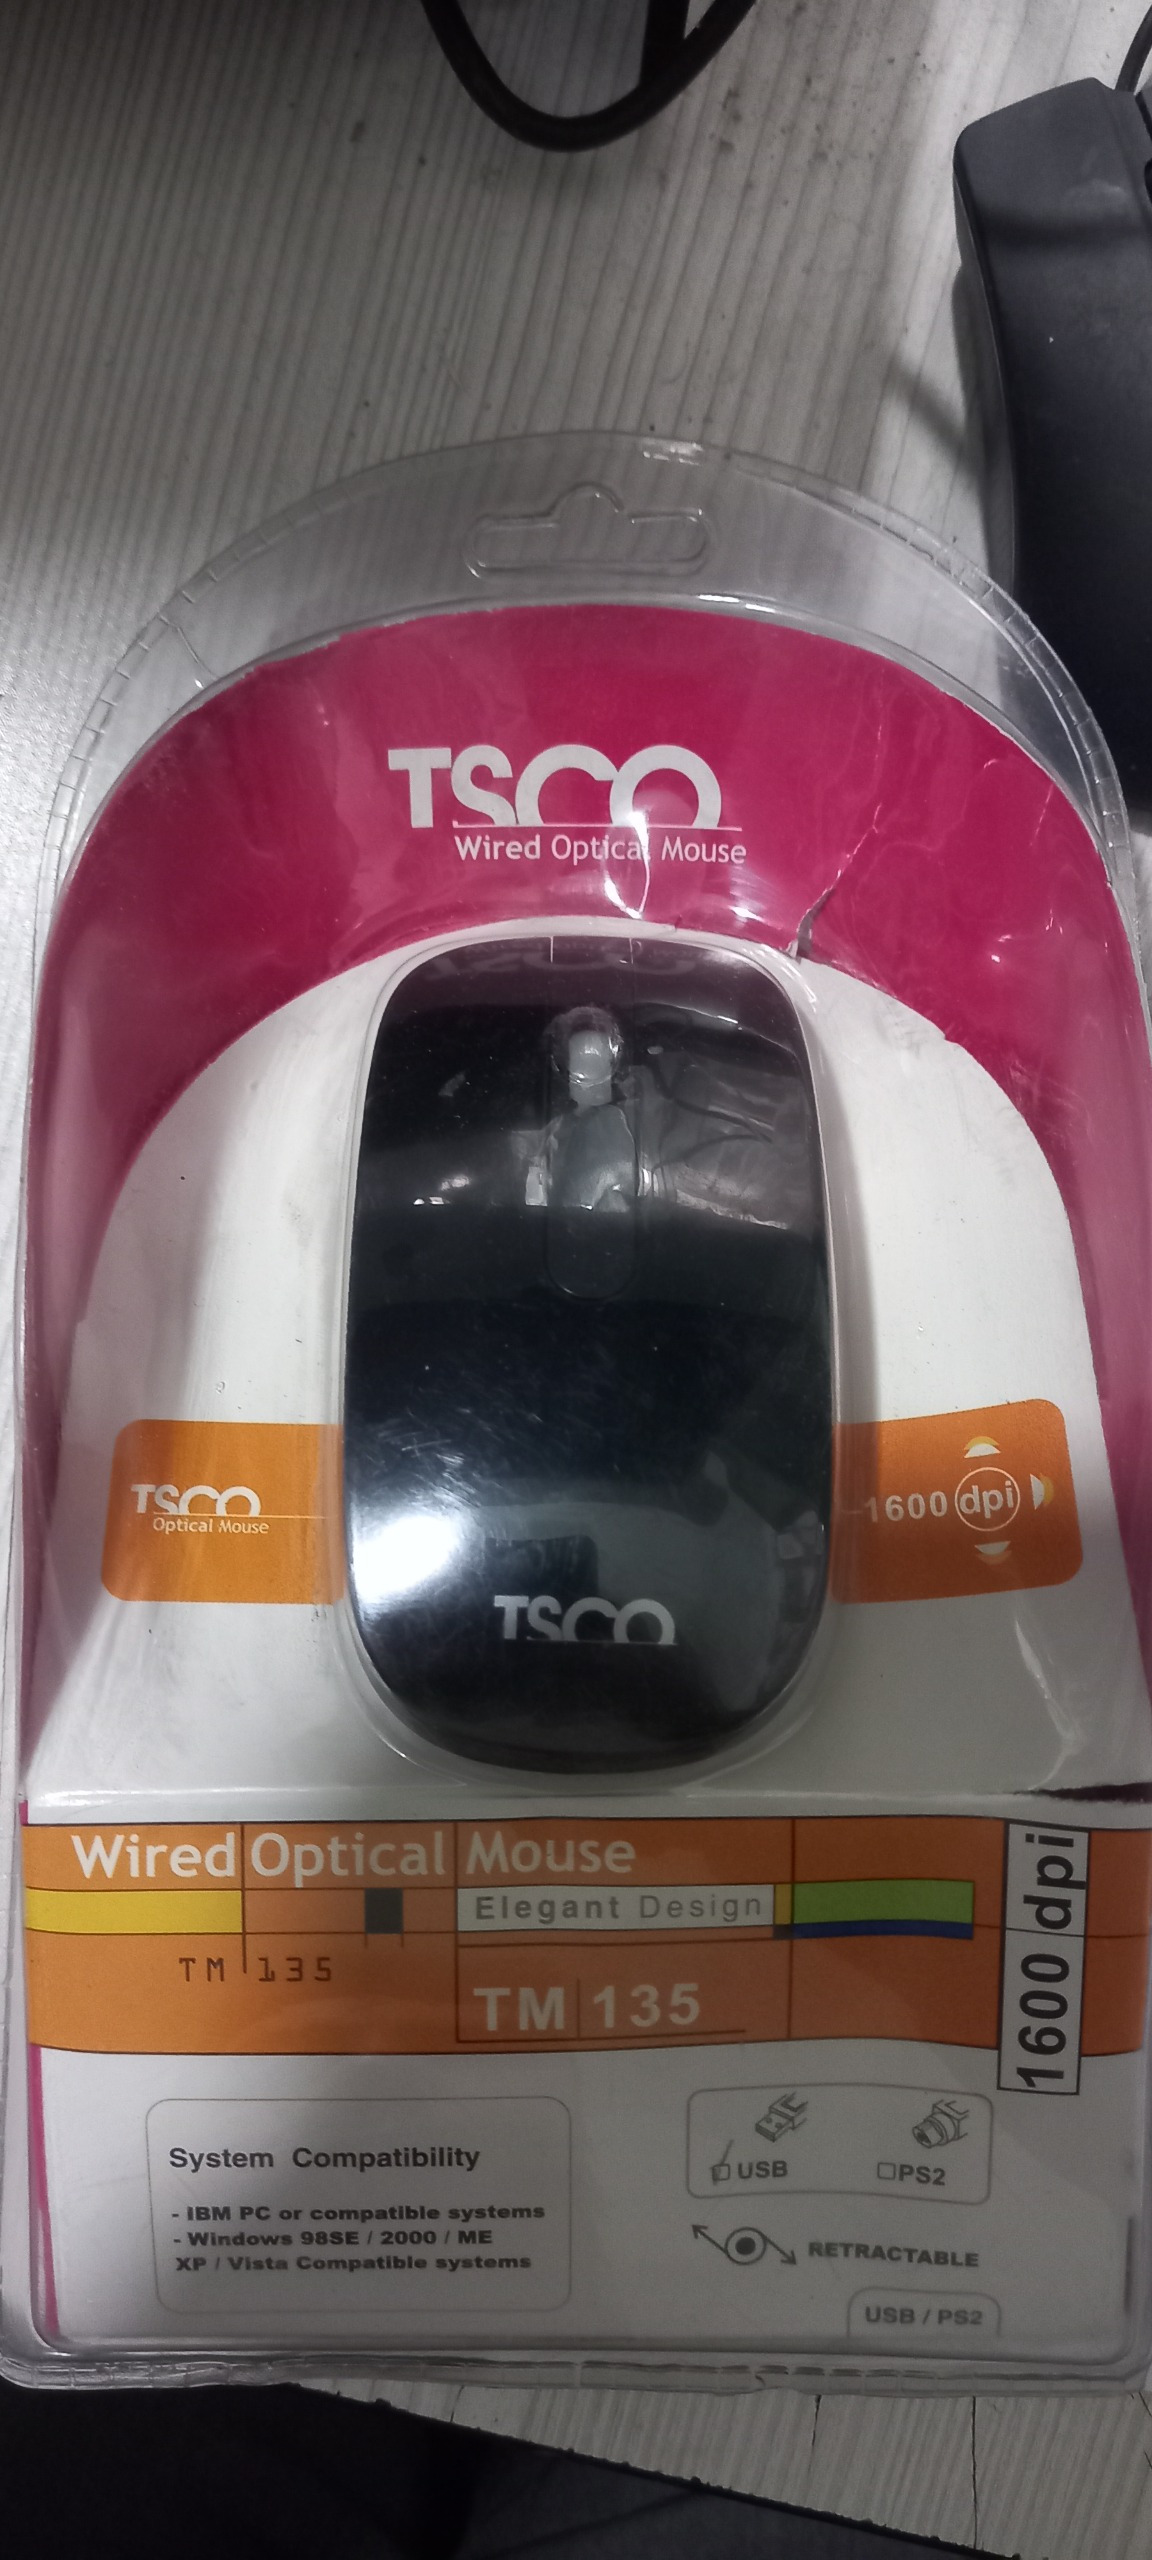 TSCO
Wired Optical Mouse
TSCO
Optical Mouse
1600 dpi
TSCO
Wired Optical Mouse
Elegant Design
TM 135
TM 135
1600 dpi
System Compatibility
- IBM PC or compatible systems
- Windows 98SE / 2000 / ME
XP / Vista Compatible systems
USB
PS2
RETRACTABLE
USB / PS2